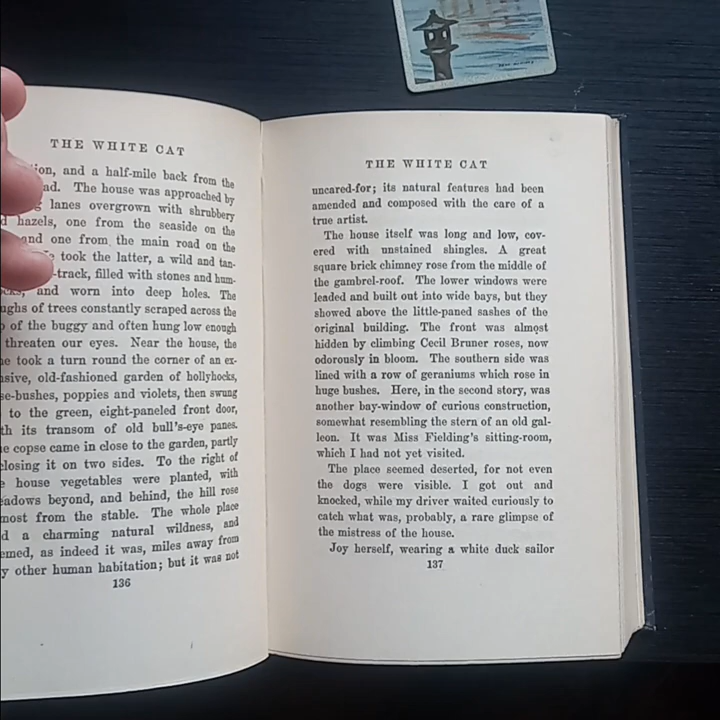 THE WHITE CAT
and a half-mile back from the
The house was approached by
lanes overgrown with shrubbery
hazels, one from the seaside on the
and one from the main road on the
took the latter, a wild and tan-
-track, filled with stones and hum-
and worn into deep holes. The
of trees constantly scraped across the
of the buggy and often hung low enough
threaten our eyes. Near the house, the
took a turn round the corner of an ex-
old-fashioned garden of hollyhocks,
poppies and violets, then swung
to the green, eight-paneled front door,
its transom of old bull's-eye panes.
copse came in close to the garden, partly
it on two sides. To the right of
house vegetables were planted, with
beyond, and behind, the hill rose
from the stable. The whole place
a charming natural wildness, and
as indeed it was, miles away from
other human habitation; but it was not
136
THE WHITE CAT
uncared-for; its natural features had been
amended and composed with the care of a
true artist.
The house itself was long and low, cov-
ered with unstained shingles. A great
square brick chimney rose from the middle of
the gambrel-roof. The lower windows were
leaded and built out into wide bays, but they
showed above the little-paned sashes of the
original building. The front was almost
hidden by climbing Cecil Bruner roses, now
odorously in bloom. The southern side was
lined with a row of geraniums which rose in
huge bushes. Here, in the second story, was
another bay-window of curious construction,
somewhat resembling the stern of an old gal-
leon. It was Miss Fielding's sitting-room,
which I had not yet visited.
The place seemed deserted, for not even
the dogs were visible. I got out and
knocked, while my driver waited curiously to
catch what was, probably, a rare glimpse of
the mistress of the house.
Joy herself, wearing a white duck sailor
137